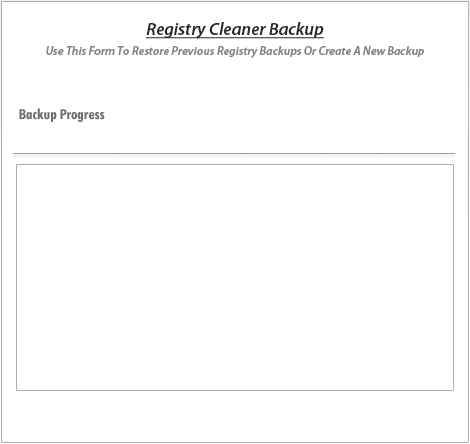 Registry Cleaner Backup
Use This Form To Restore Previous Registry Backups Or Create A New Backup
Backup Progress